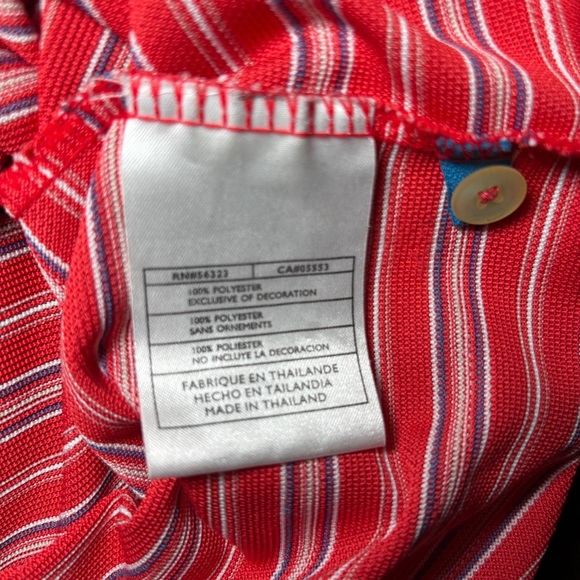 RN#56323 CA#05553
100% POLYESTER
EXCLUSIVE OF DECORATION
100% POLYESTER
SANS ORNEMENTS
100% POLIESTER
NO INCLUYE LA DECORACION
FABRIQUE EN THAILANDE
HECHO EN TAILANDIA
MADE IN THAILAND